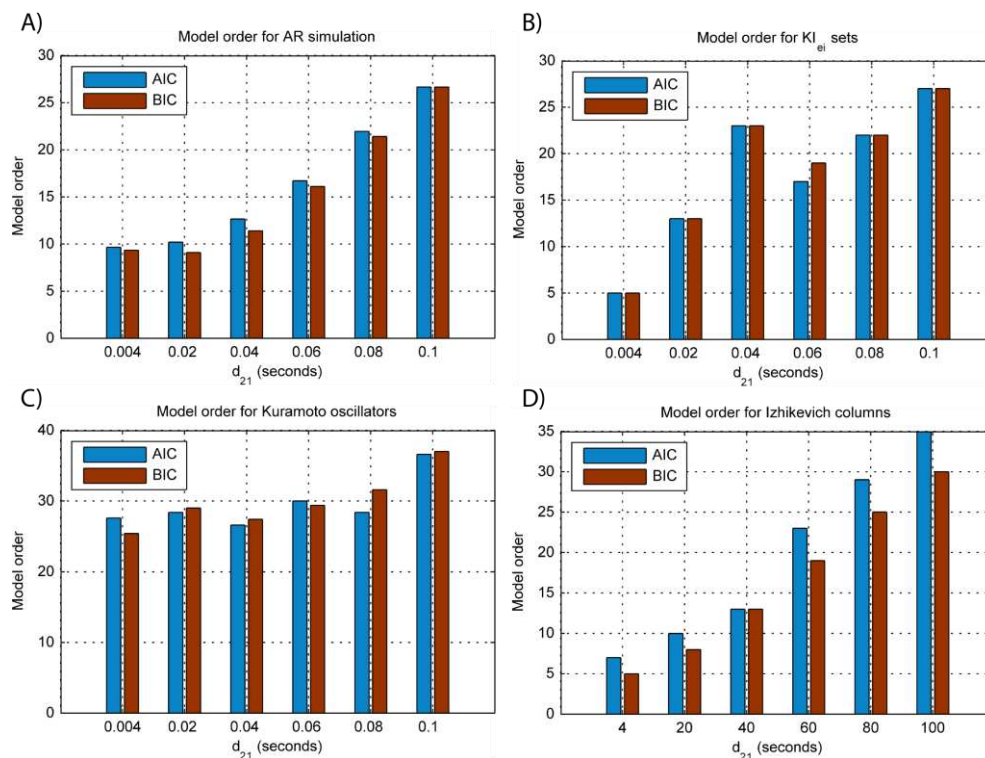 A)
Model order for AR simulation
30
25
20
15
10
5
0
Model order
AIC
BIC
0.004 0.02 0.04 0.06 0.08 0.1
d21 (seconds)
B)
Model order for KIei sets
30
25
20
15
10
5
0
Model order
AIC
BIC
0.004 0.02 0.04 0.06 0.08 0.1
d21 (seconds)
C)
Model order for Kuramoto oscillators
40
30
20
10
0
Model order
AIC
BIC
0.004 0.02 0.04 0.06 0.08 0.1
d21 (seconds)
D)
Model order for Izhikevich columns
35
30
25
20
15
10
5
0
Model order
AIC
BIC
4 20 40 60 80 100
d21 (seconds)